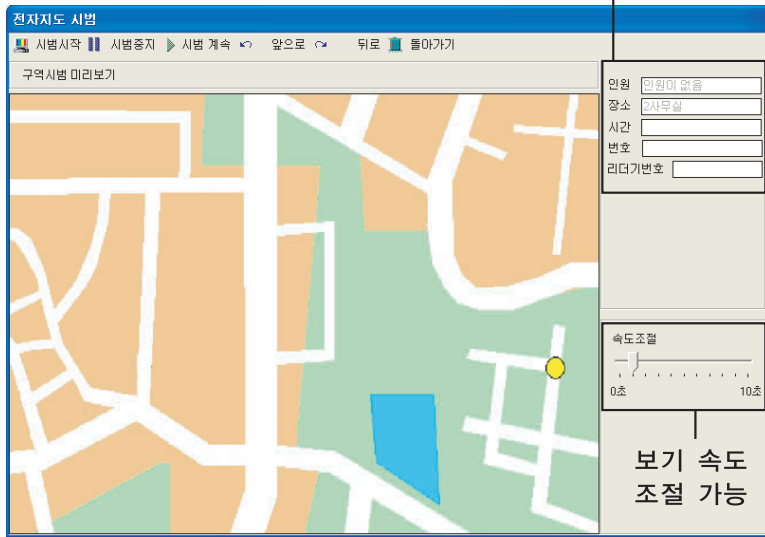 전자지도 시범
시범시작 시범중지 시범 계속 앞으로 뒤로 돌아가기
구역시범 미리보기
인원 인원이 없음
장소 2사무실
시간
번호
리더기번호
속도조절
0초 10초
보기 속도
조절 가능